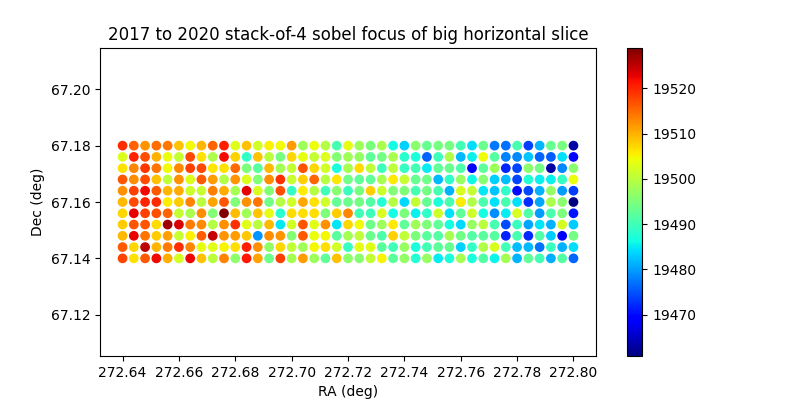 2017 to 2020 stack-of-4 sobel focus of big horizontal slice
67.20
67.18
67.16
67.14
67.12
Dec (deg)
272.64 272.66 272.68 272.70 272.72 272.74 272.76 272.78 272.80
RA (deg)
19520
19510
19500
19490
19480
19470